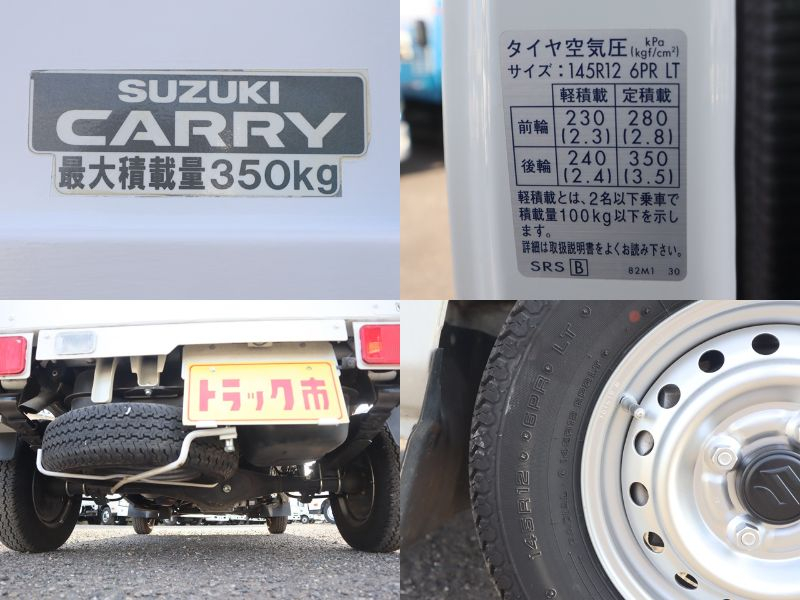 SUZUKI
CARRY
最大積載量350kg
タイヤ空気圧 kPa (kgf/cm²)
サイズ:145R12 6PR LT
軽積載 定積載
前輪 230 (2.3) 280 (2.8)
後輪 240 (2.4) 350 (3.5)
軽積載とは、2名以下乗車で
積載量100kg以下を示し
ます。
詳細は取扱説明書をよくお読み下さい。
SRS B 82M1 30
トラック市
145R12 6PR LT